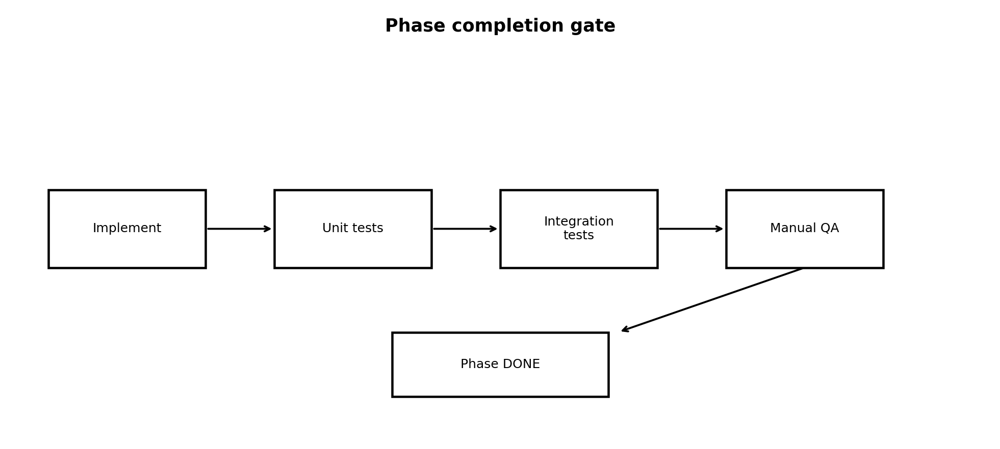 Phase completion gate
Implement
Unit tests
Integration
tests
Manual QA
Phase DONE